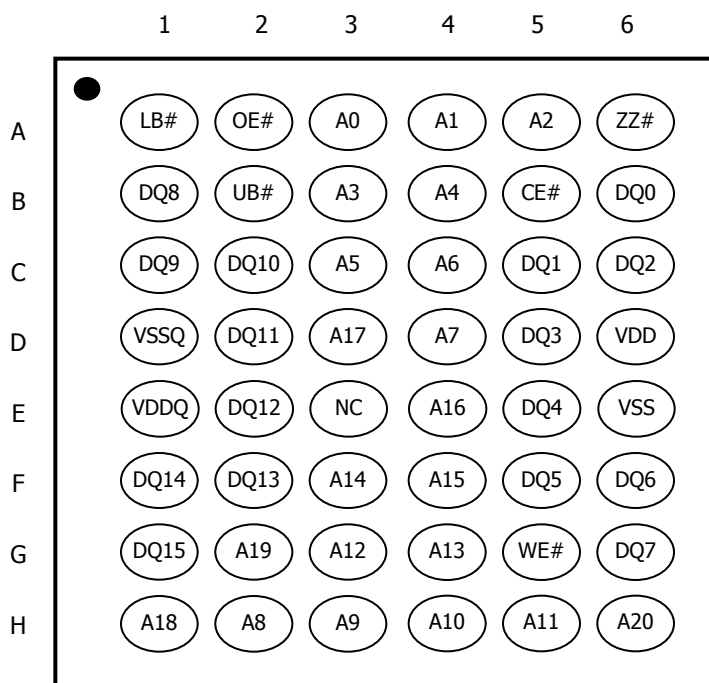 1 2 3 4 5 6
A LB# OE# A0 A1 A2 ZZ#
B DQ8 UB# A3 A4 CE# DQ0
C DQ9 DQ10 A5 A6 DQ1 DQ2
D VSSQ DQ11 A17 A7 DQ3 VDD
E VDDQ DQ12 NC A16 DQ4 VSS
F DQ14 DQ13 A14 A15 DQ5 DQ6
G DQ15 A19 A12 A13 WE# DQ7
H A18 A8 A9 A10 A11 A20